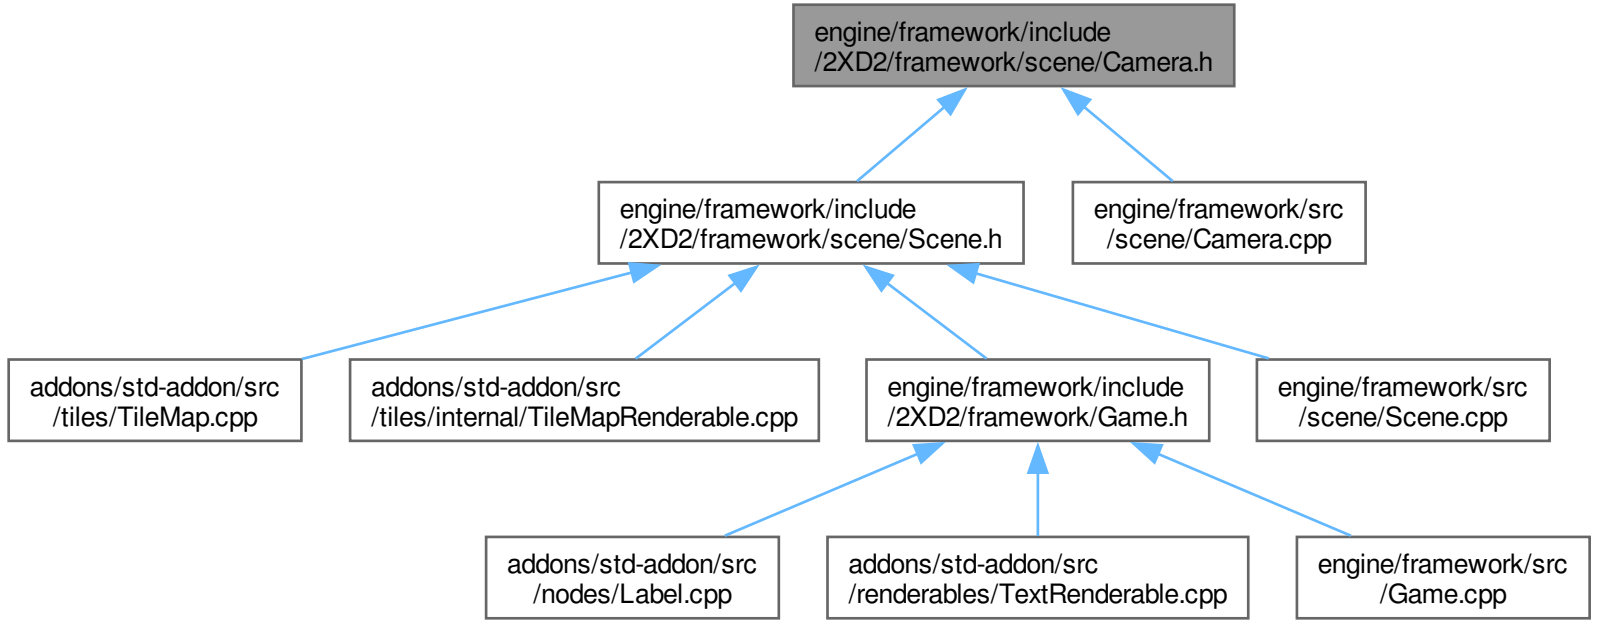 engine/framework/include
/2XD2/framework/scene/Camera.h
engine/framework/include
/2XD2/framework/scene/Scene.h
engine/framework/src
/scene/Camera.cpp
addons/std-addon/src
/tiles/TileMap.cpp
addons/std-addon/src
/tiles/internal/TileMapRenderable.cpp
engine/framework/include
/2XD2/framework/Game.h
engine/framework/src
/scene/Scene.cpp
addons/std-addon/src
/nodes/Label.cpp
addons/std-addon/src
/renderables/TextRenderable.cpp
engine/framework/src
/Game.cpp